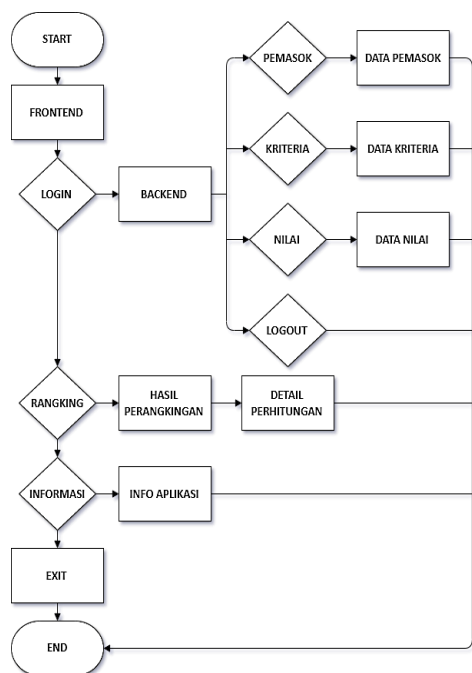 START
FRONTEND
LOGIN
BACKEND
PEMASOK
DATA PEMASOK
KRITERIA
DATA KRITERIA
NILAI
DATA NILAI
LOGOUT
RANGKING
HASIL
PERANGKINGAN
DETAIL
PERHITUNGAN
INFORMASI
INFO APLIKASI
EXIT
END